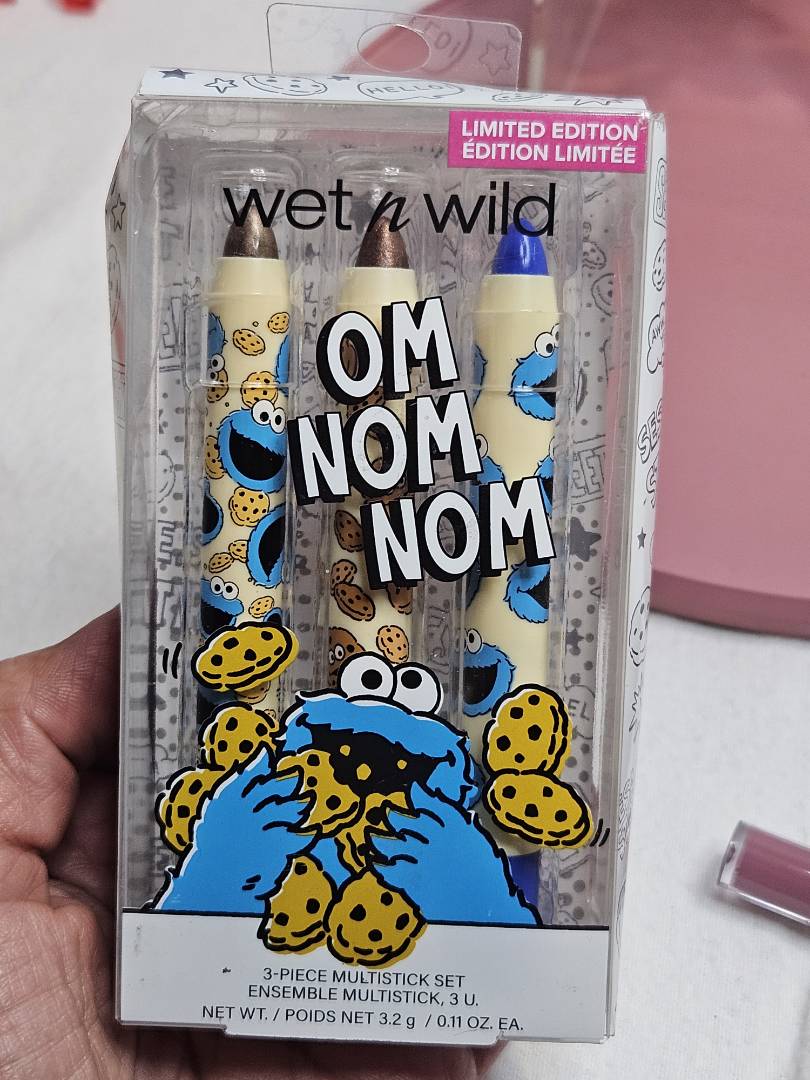 HELLO!
LIMITED EDITION
ÉDITION LIMITÉE
wet n wild
OM
NOM
NOM
3-PIECE MULTISTICK SET
ENSEMBLE MULTISTICK, 3 U.
NET WT. / POIDS NET 3.2 g / 0.11 OZ. EA.